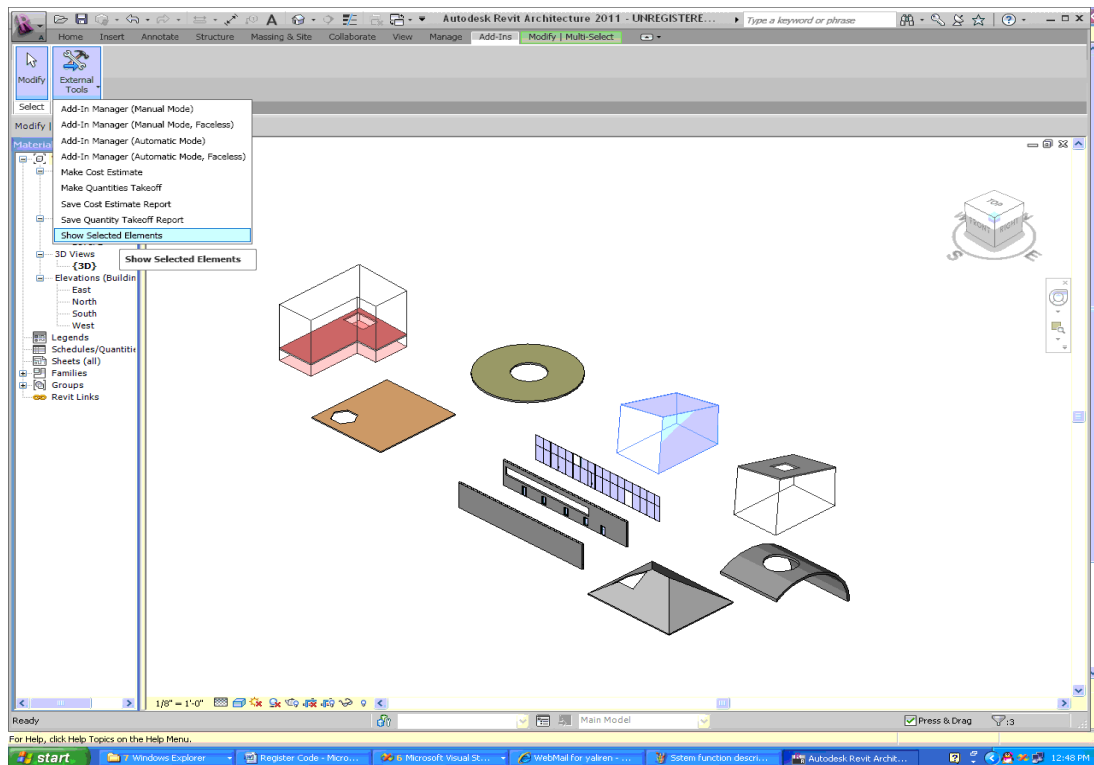 Autodesk Revit Architecture 2011 - UNREGISTERE... Type a keyword or phrase
Home Insert Annotate Structure Massing & Site Collaborate View Manage Add-Ins Modify | Multi-Select
Modify
External
Tools
Select
Modify |
Add-In Manager (Manual Mode)
Add-In Manager (Manual Mode, Faceless)
Add-In Manager (Automatic Mode)
Add-In Manager (Automatic Mode, Faceless)
Make Cost Estimate
Make Quantities Takeoff
Save Cost Estimate Report
Save Quantity Takeoff Report
Show Selected Elements
Show Selected Elements
Materia
3D Views
{3D}
Elevations (Buildin
East
North
South
West
Legends
Schedules/Quantitie
Sheets (all)
Families
Groups
Revit Links
TOP
FRONT RIGHT
W N
S E
1/8" = 1'-0"
Ready
Main Model
Press & Drag
:3
For Help, click Help Topics on the Help Menu.
start 7 Windows Explorer Register Code - Micro... 6 Microsoft Visual St... WebMail for yaliren - ... Sstem function descri... Autodesk Revit Archit... 12:48 PM